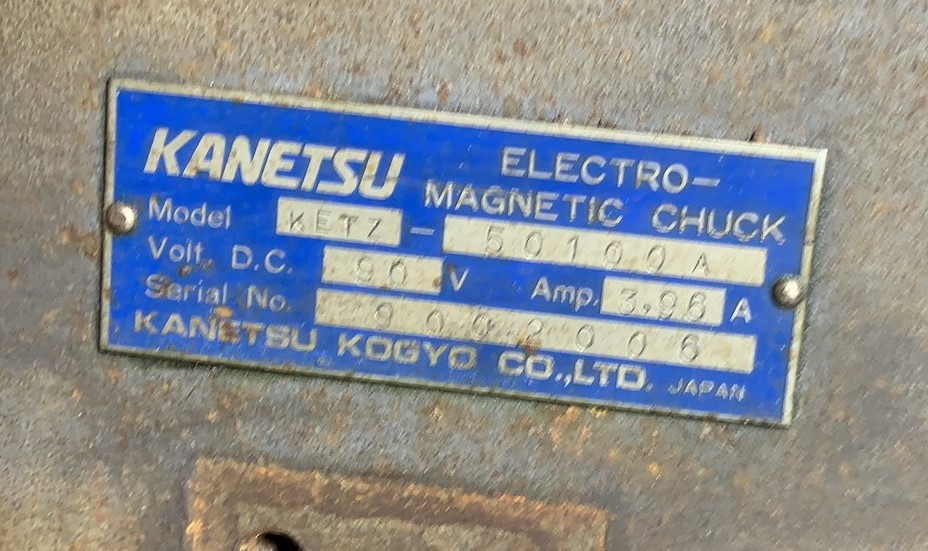 KANETSU ELECTRO-
MAGNETIC CHUCK
Model KETZ - 50100A
Volt. D.C. 90 V Amp. 3.96 A
Serial No. 9002006
KANETSU KOGYO CO.,LTD. JAPAN